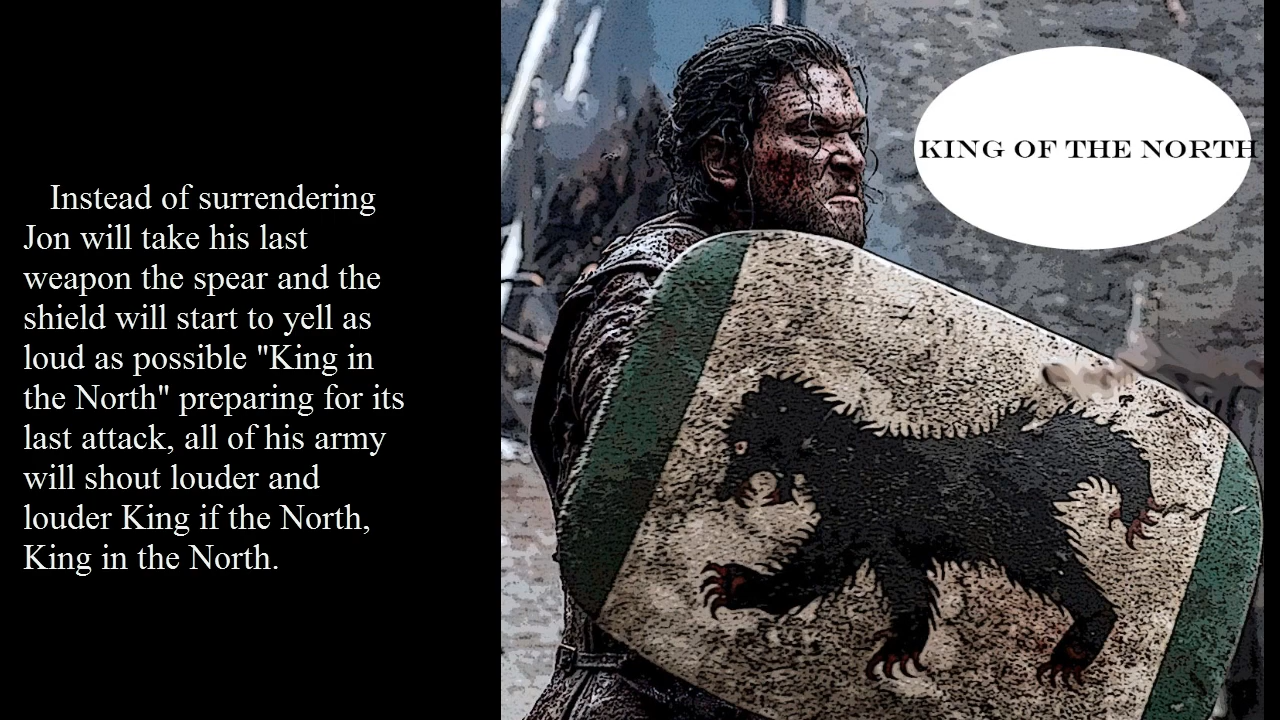 Instead of surrendering
Jon will take his last
weapon the spear and the
shield will start to yell as
loud as possible "King in
the North" preparing for its
last attack, all of his army
will shout louder and
louder King if the North,
King in the North.
KING OF THE NORTH